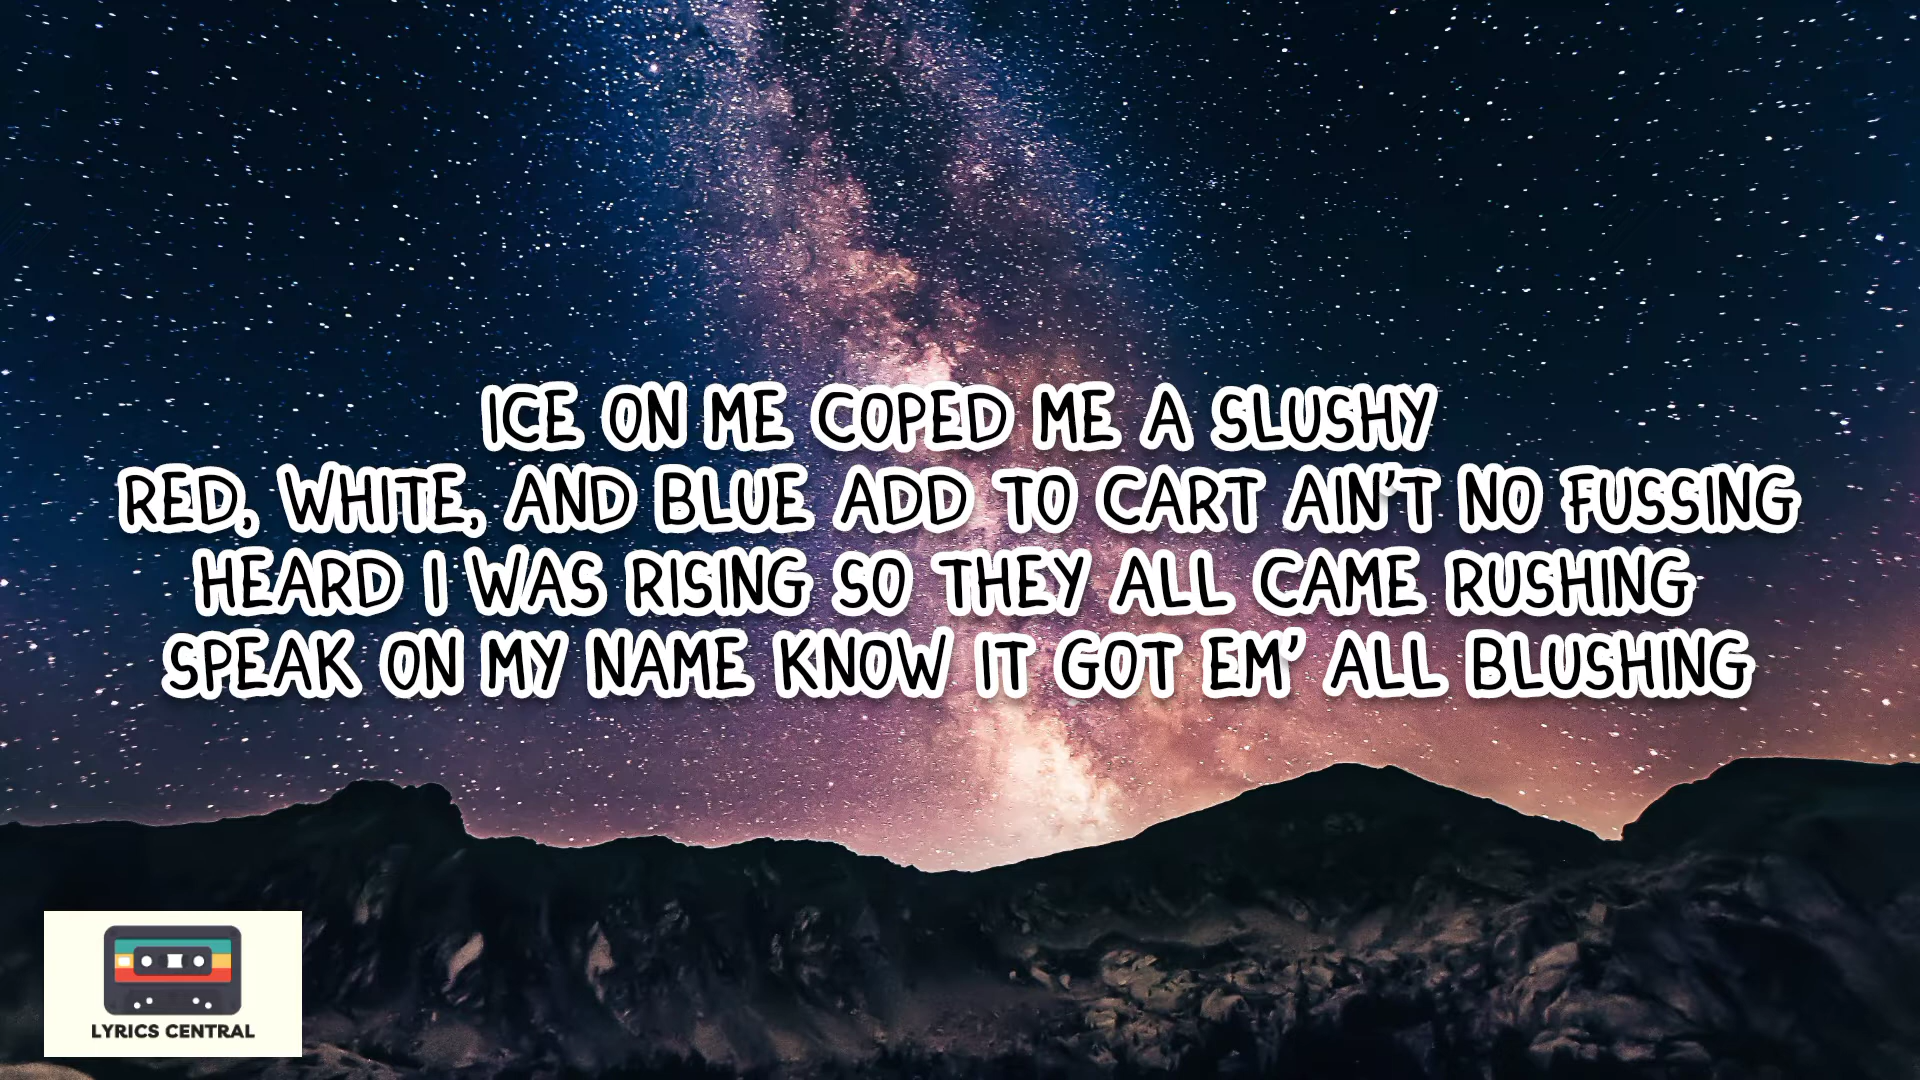 ICE ON ME COPED ME A SLUSHY
RED, WHITE, AND BLUE ADD TO CART AIN'T NO FUSSING
HEARD I WAS RISING SO THEY ALL CAME RUSHING
SPEAK ON MY NAME KNOW IT GOT EM' ALL BLUSHING
LYRICS CENTRAL